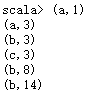 scala> (a,1)
(a,3)
(b,3)
(c,3)
(b,8)
(b,14)